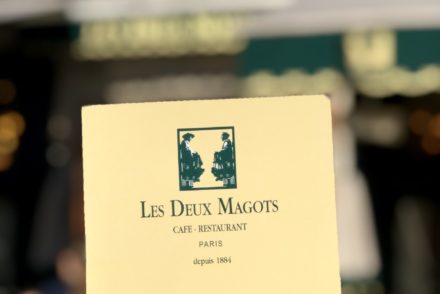 LES DEUX MAGOTS
CAFE - RESTAURANT
PARIS
depuis 1884